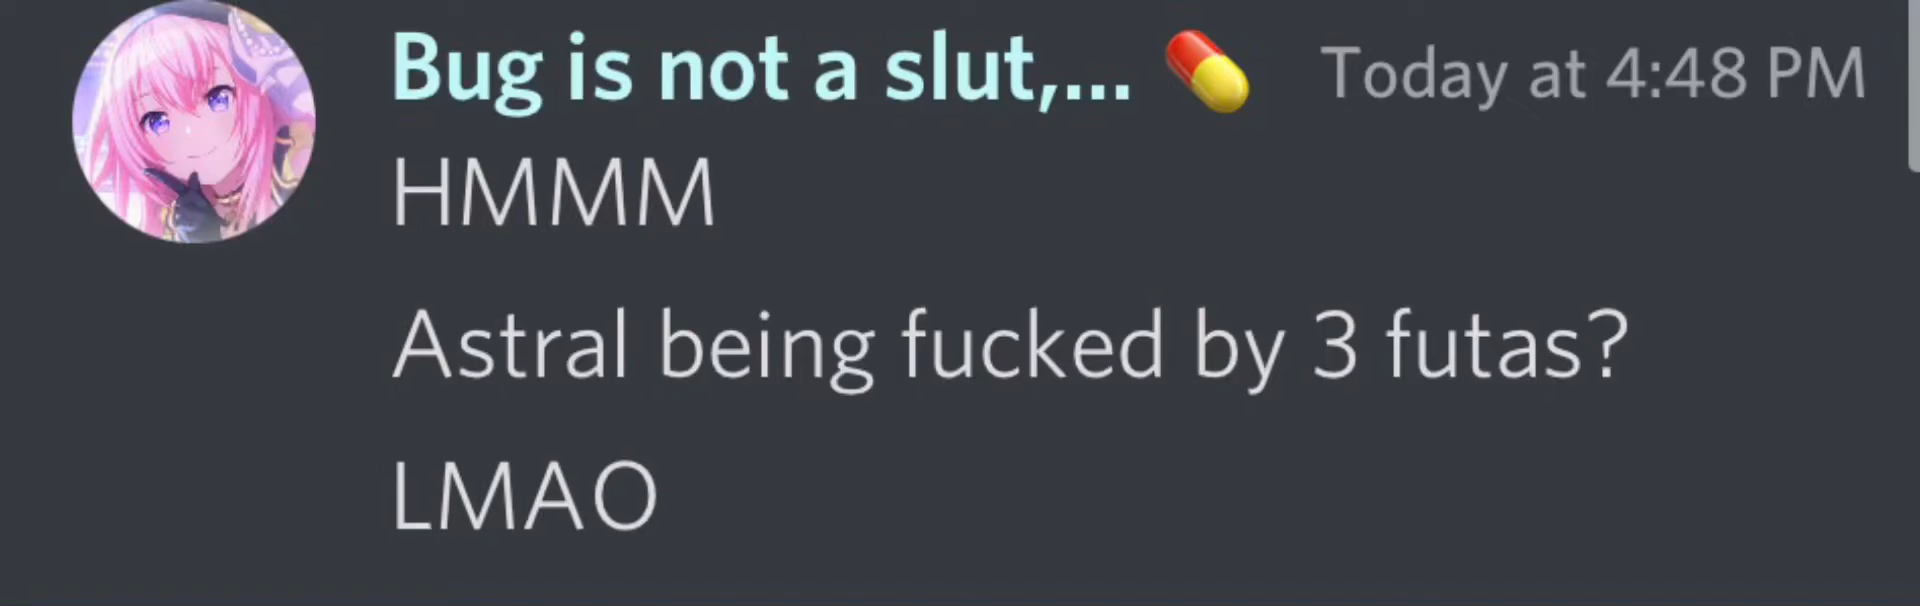 Bug is not a slut,... 💊 Today at 4:48 PM
HMMM
Astral being fucked by 3 futas?
LMAO